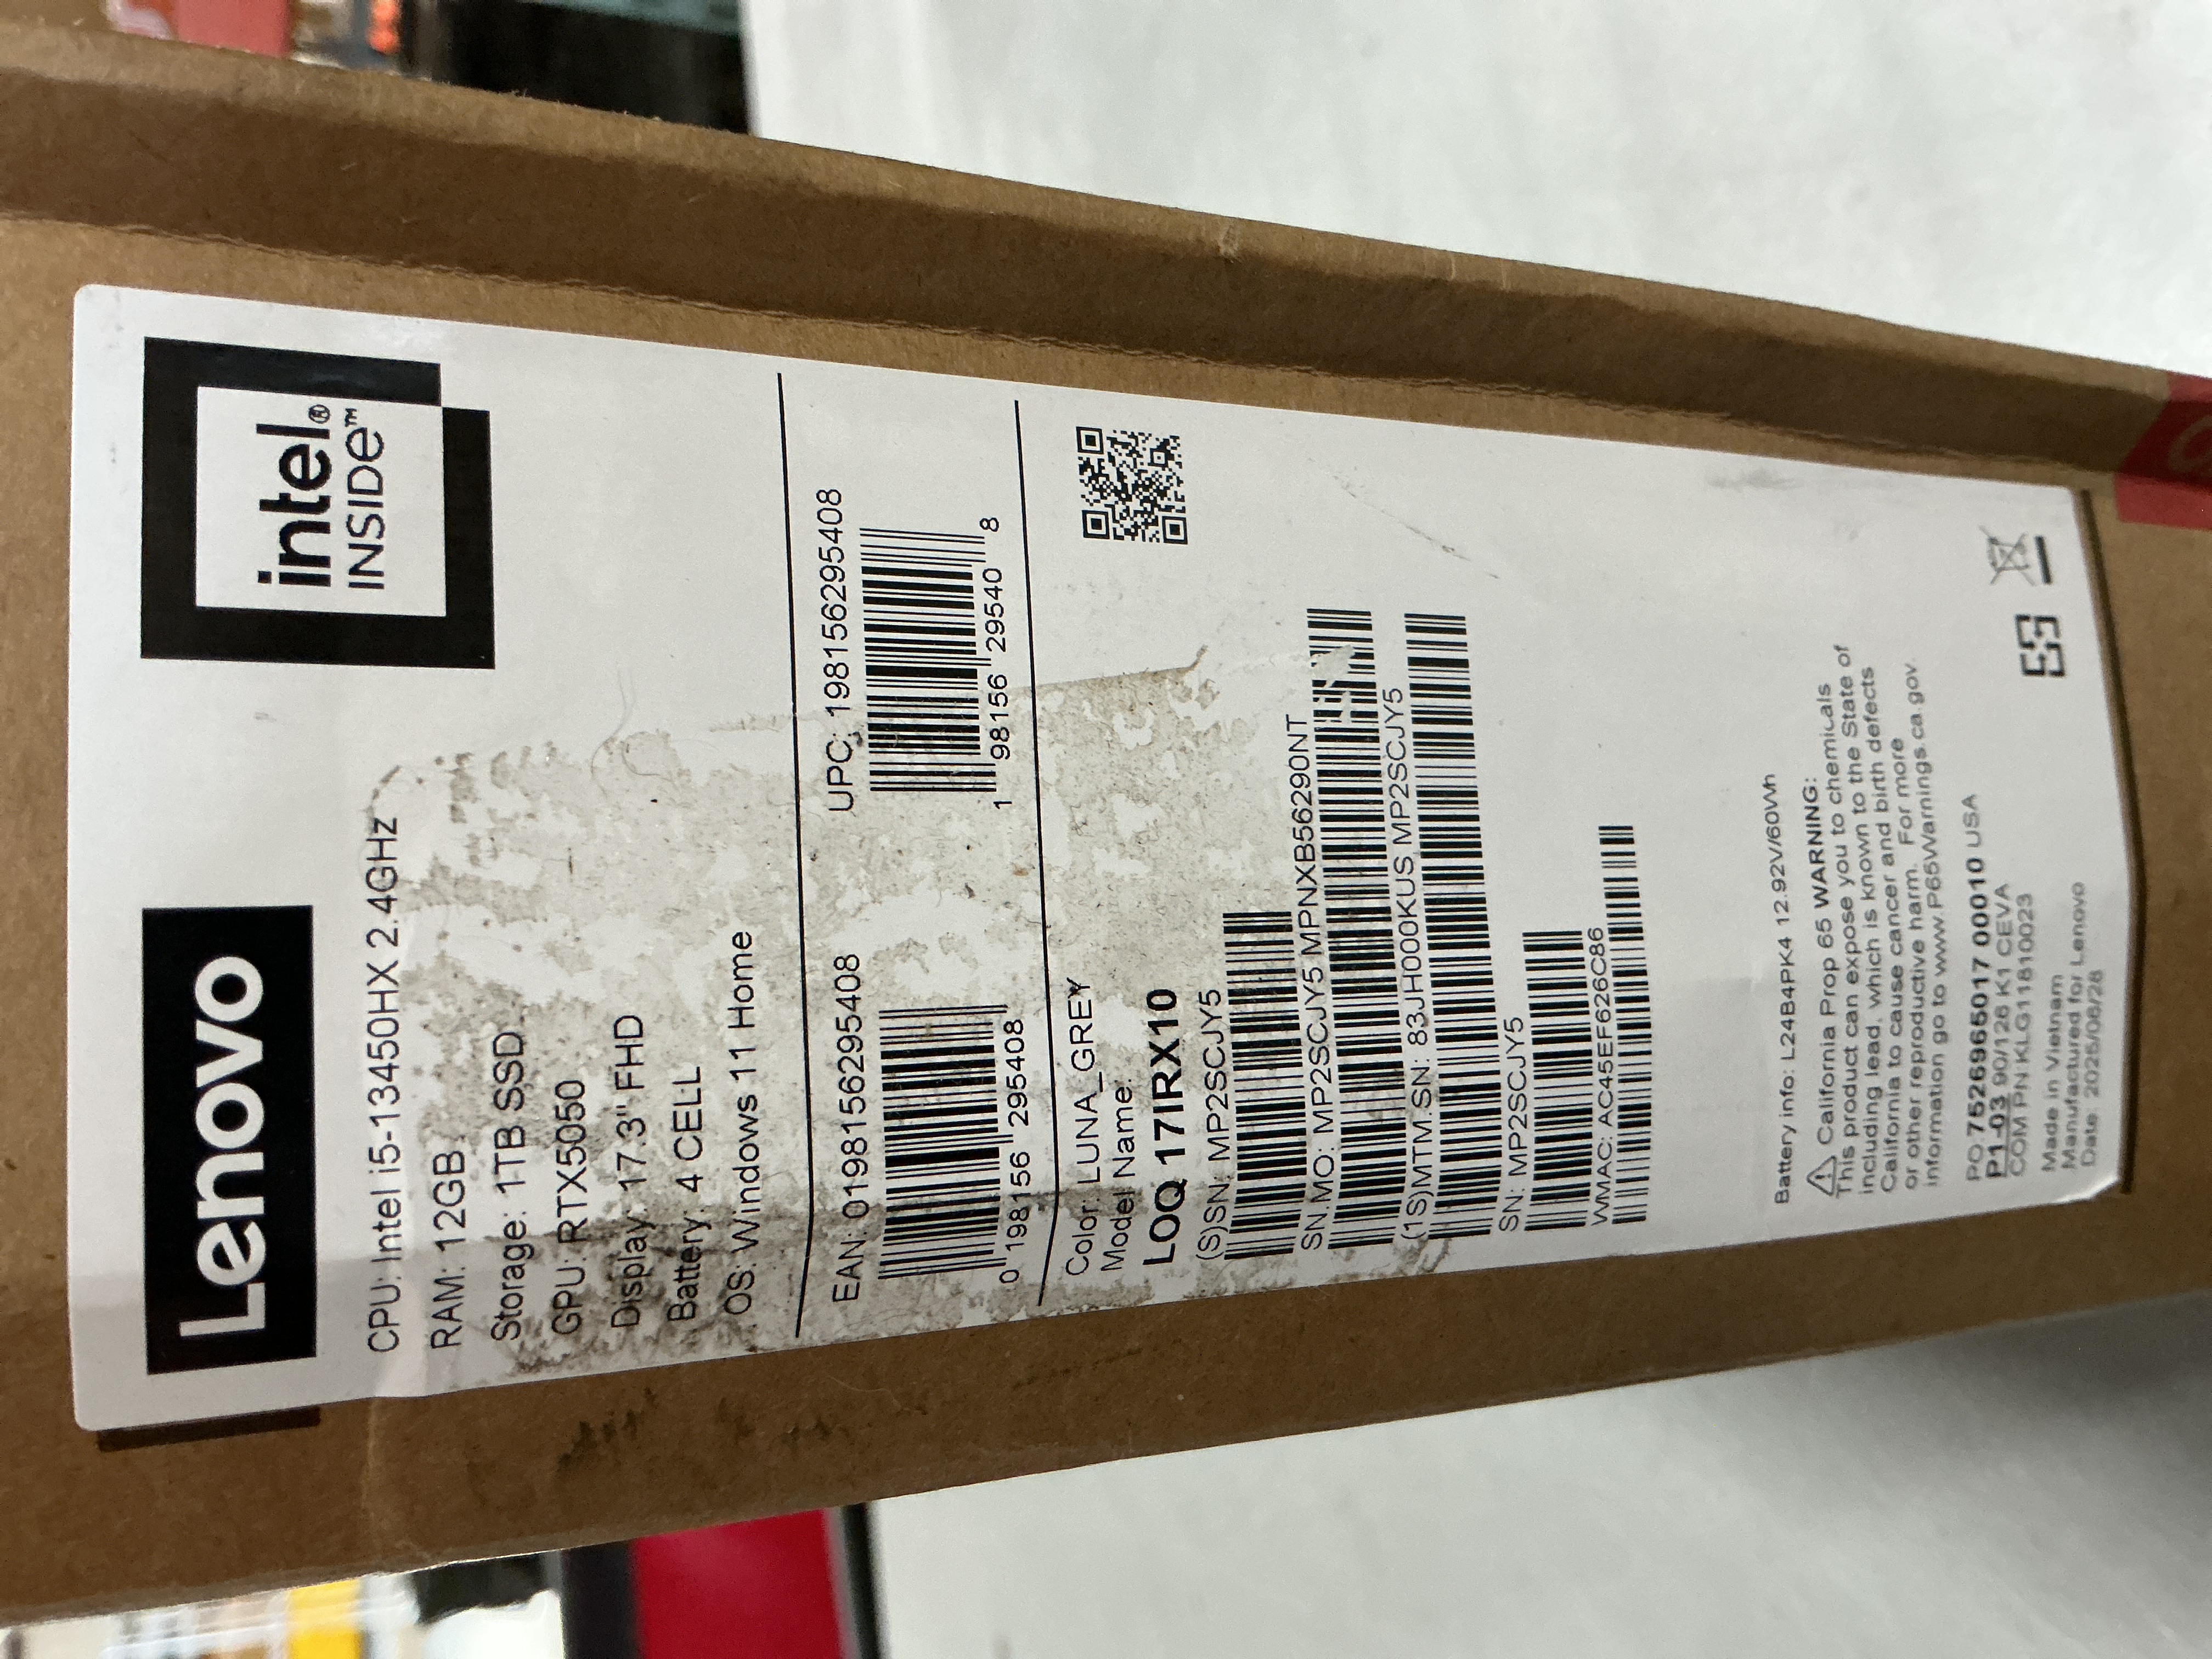 Lenovo
intel®
INSIDE™
CPU: Intel i5-13450HX 2.4GHz
RAM: 12GB
Storage: 1TB SSD
GPU: RTX5050
Display: 17.3" FHD
Battery: 4 CELL
OS: Windows 11 Home
EAN: 0198156295408
0 198156 295408
UPC: 198156295408
1 98156 29540 8
Color: LUNA_GREY
Model Name:
LOQ 17IRX10
(S)SN: MP2SCJY5
SN.MO: MP2SCJY5 MPNXB56290NT
(1S)MTM.SN: 83JH000KUS MP2SCJY5
SN: MP2SCJY5
WMAC: AC45EF626C86
Battery info: L24B4PK4 12.92V/60Wh
California Prop 65 WARNING:
This product can expose you to chemicals
including lead, which is known to the State of
California to cause cancer and birth defects
or other reproductive harm. For more
information go to www.P65Warnings.ca.gov.
PO:7526965017 00010 USA
P1-03 90/126 K1 CEVA
COM PN:KLG11810023
Made in Vietnam
Manufactured for Lenovo
Date: 2025/06/28